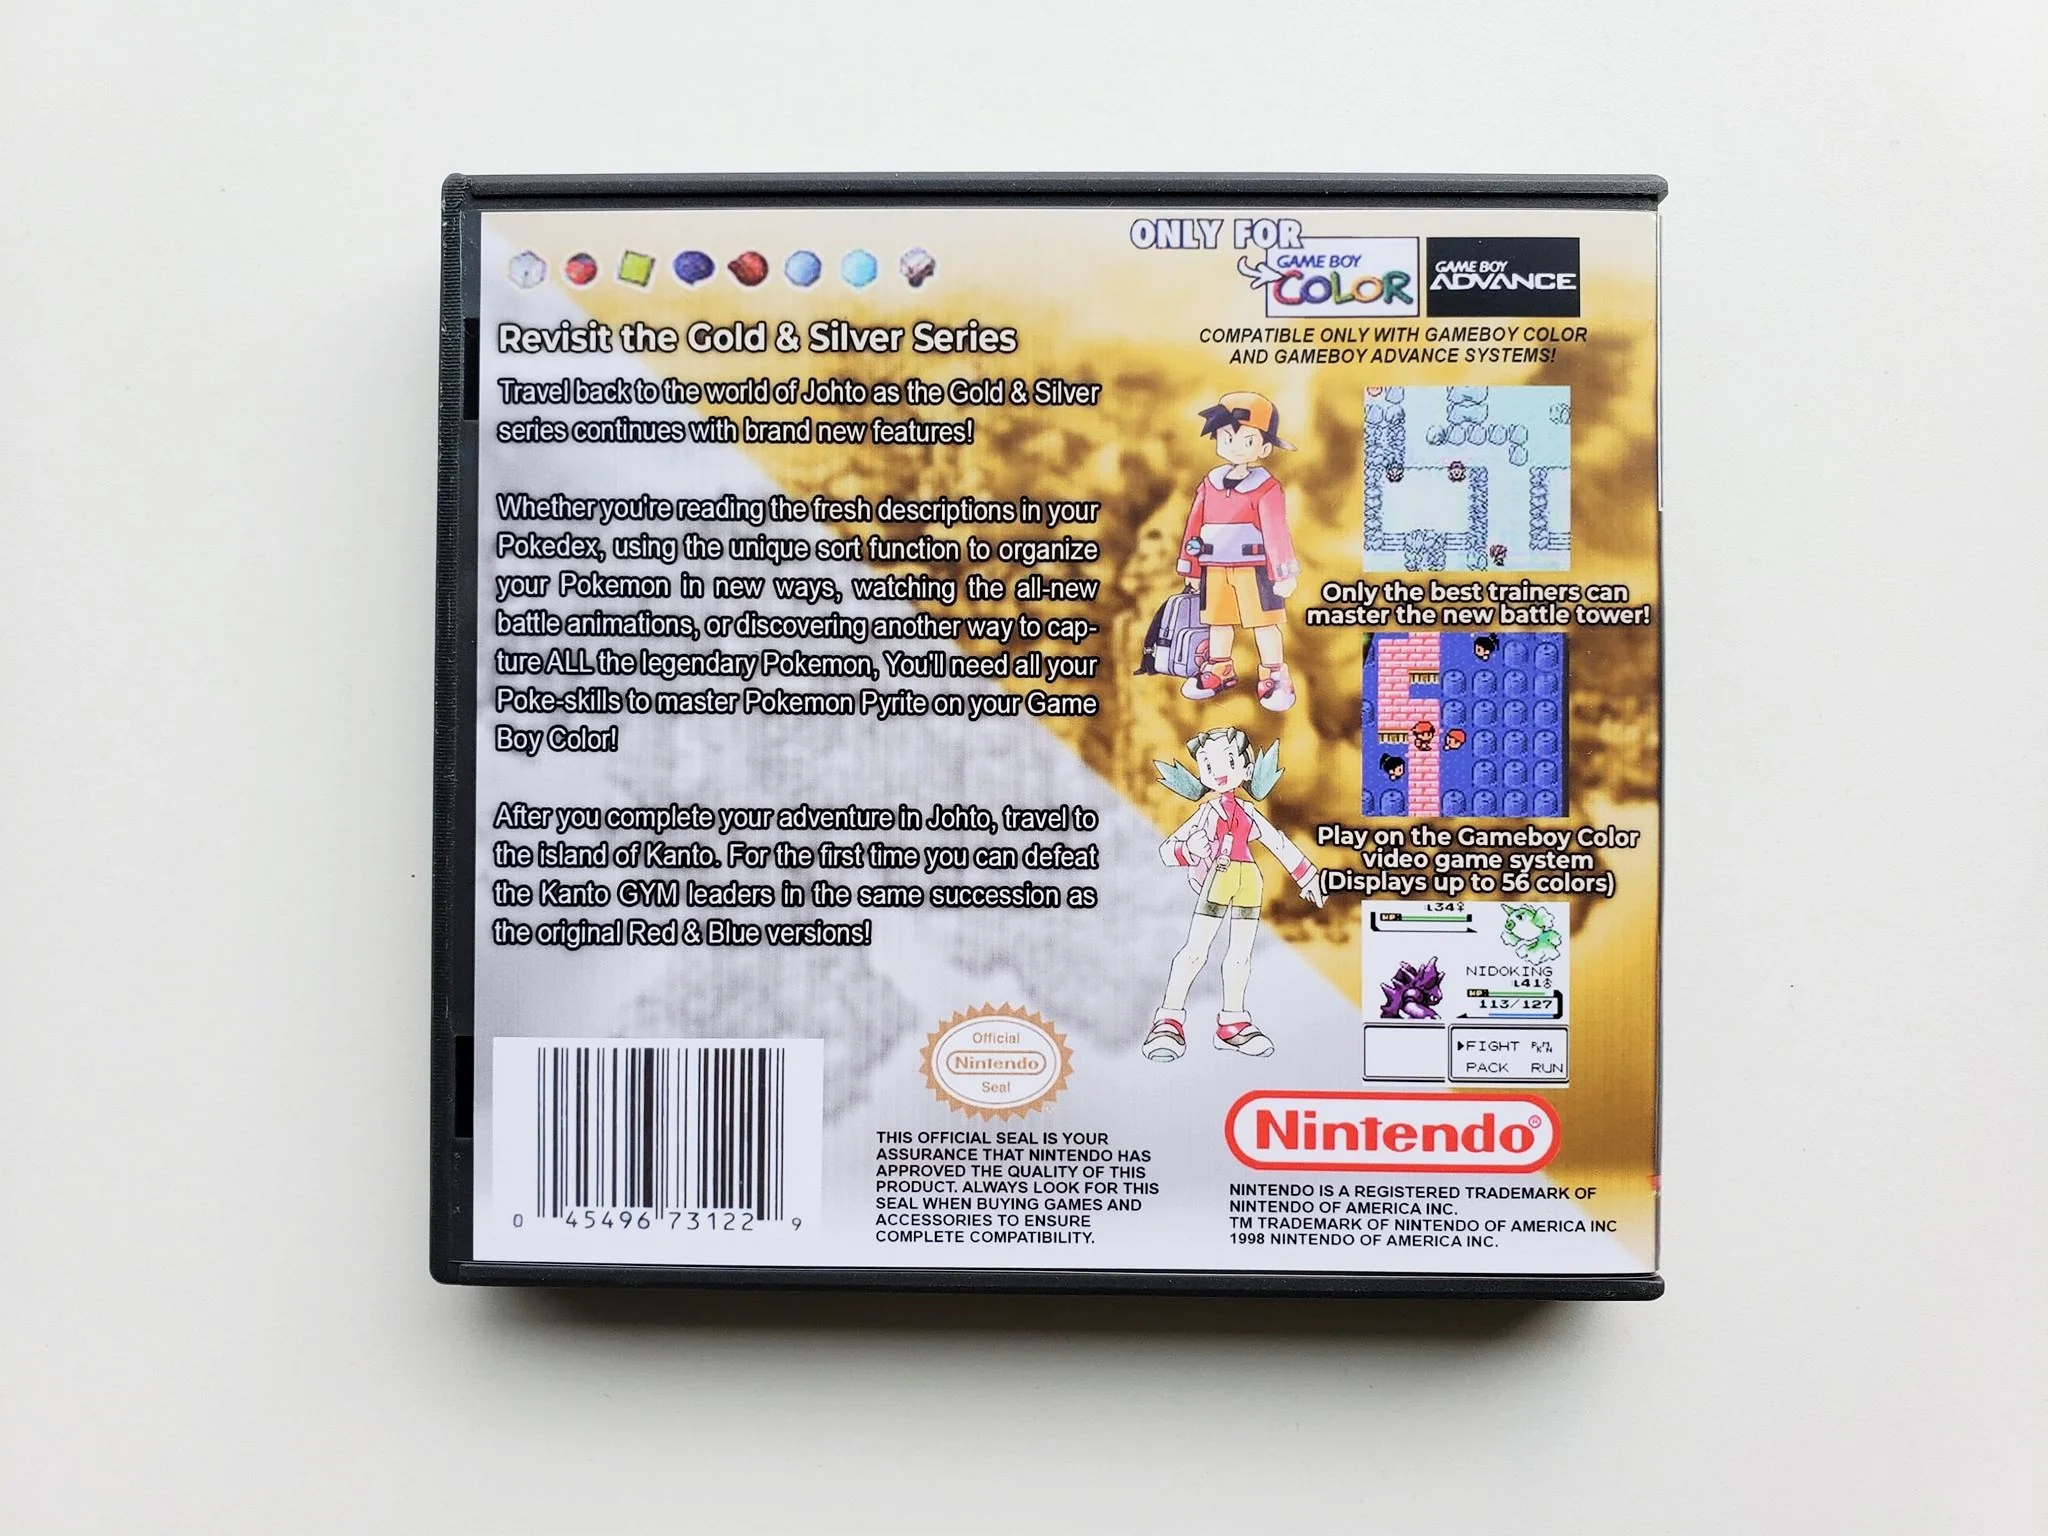 ONLY FOR
GAME BOY
COLOR
GAME BOY
ADVANCE
COMPATIBLE ONLY WITH GAMEBOY COLOR
AND GAMEBOY ADVANCE SYSTEMS!
Revisit the Gold & Silver Series
Travel back to the world of Johto as the Gold & Silver
series continues with brand new features!
Whether you're reading the fresh descriptions in your
Pokedex, using the unique sort function to organize
your Pokemon in new ways, watching the all-new
battle animations, or discovering another way to cap-
ture ALL the legendary Pokemon, You'll need all your
Poke-skills to master Pokemon Pyrite on your Game
Boy Color!
After you complete your adventure in Johto, travel to
the island of Kanto. For the first time you can defeat
the Kanto GYM leaders in the same succession as
the original Red & Blue versions!
Only the best trainers can
master the new battle tower!
Play on the Gameboy Color
video game system
(Displays up to 56 colors)
:L34♀
HP:
NIDOKING
:L41♂
HP:
113/127
▶FIGHT PKMN
PACK RUN
0 45496 73122 9
Official
Nintendo
Seal
THIS OFFICIAL SEAL IS YOUR
ASSURANCE THAT NINTENDO HAS
APPROVED THE QUALITY OF THIS
PRODUCT. ALWAYS LOOK FOR THIS
SEAL WHEN BUYING GAMES AND
ACCESSORIES TO ENSURE
COMPLETE COMPATIBILITY.
Nintendo®
NINTENDO IS A REGISTERED TRADEMARK OF
NINTENDO OF AMERICA INC.
TM TRADEMARK OF NINTENDO OF AMERICA INC
1998 NINTENDO OF AMERICA INC.